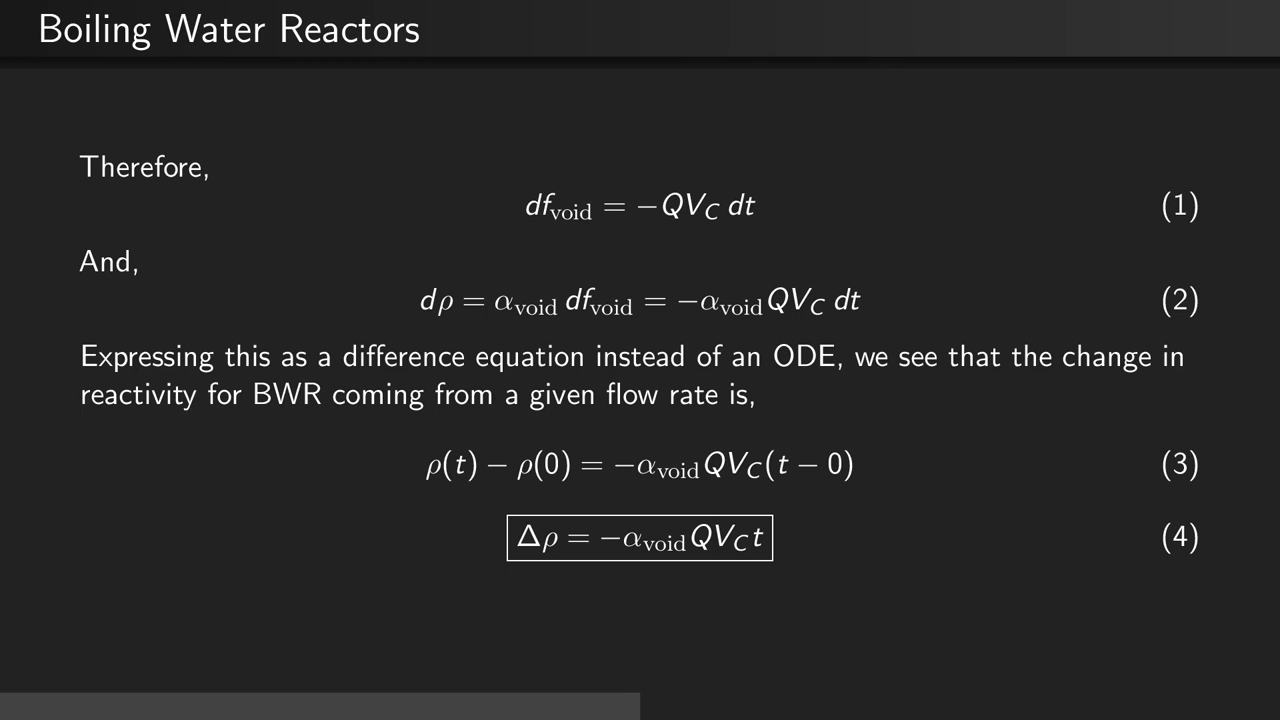 Boiling Water Reactors
Therefore,
df_void = −QV_C dt (1)
And,
dρ = α_void df_void = −α_void QV_C dt (2)
Expressing this as a difference equation instead of an ODE, we see that the change in
reactivity for BWR coming from a given flow rate is,
ρ(t) − ρ(0) = −α_void QV_C(t − 0) (3)
Δρ = −α_void QV_C t (4)